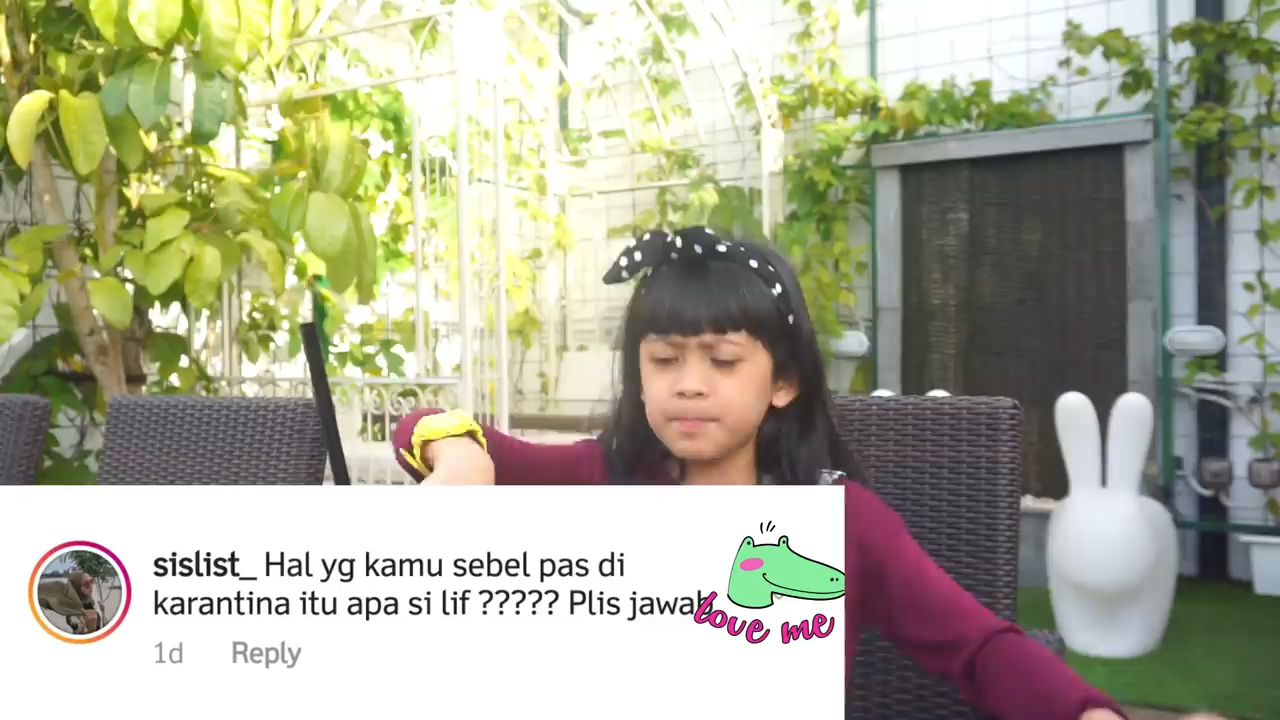 sislist_ Hal yg kamu sebel pas di
karantina itu apa si lif ????? Plis jawab
1d Reply
love me